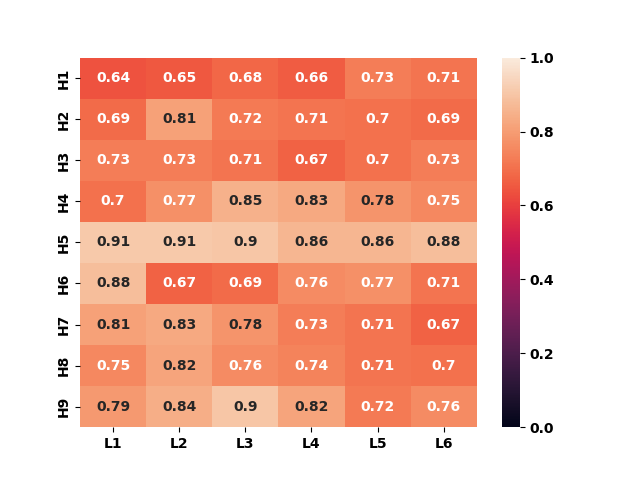 H1 0.64 0.65 0.68 0.66 0.73 0.71
H2 0.69 0.81 0.72 0.71 0.7 0.69
H3 0.73 0.73 0.71 0.67 0.7 0.73
H4 0.7 0.77 0.85 0.83 0.78 0.75
H5 0.91 0.91 0.9 0.86 0.86 0.88
H6 0.88 0.67 0.69 0.76 0.77 0.71
H7 0.81 0.83 0.78 0.73 0.71 0.67
H8 0.75 0.82 0.76 0.74 0.71 0.7
H9 0.79 0.84 0.9 0.82 0.72 0.76
L1 L2 L3 L4 L5 L6
1.0
0.8
0.6
0.4
0.2
0.0